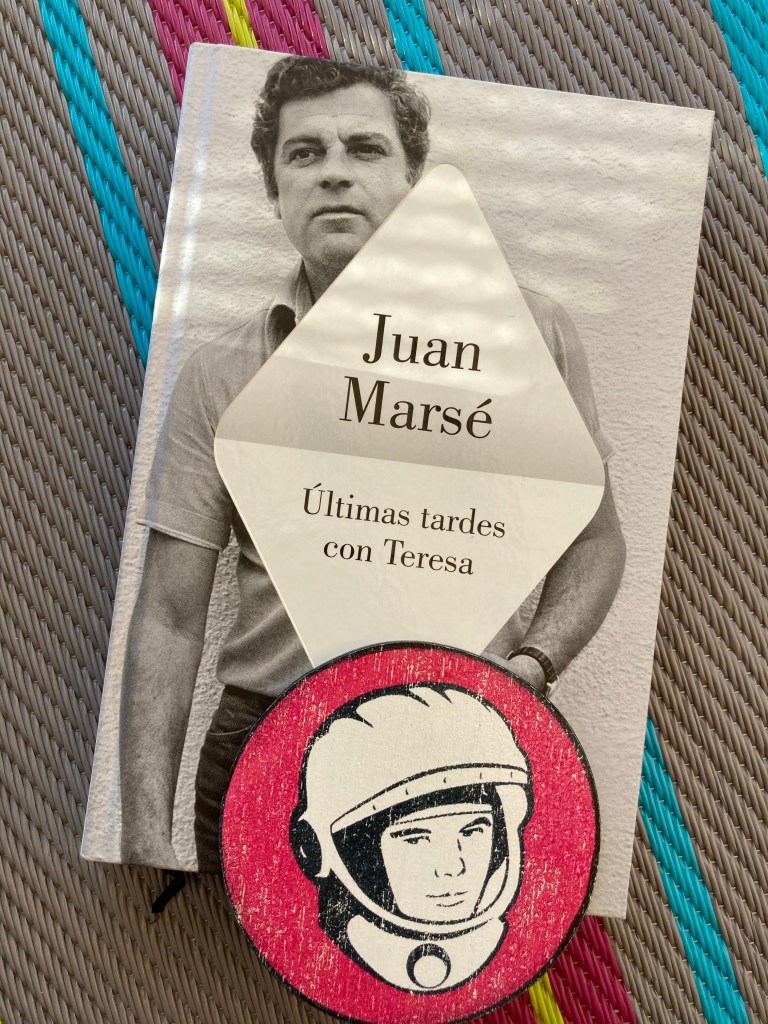 Juan
Marsé
Últimas tardes
con Teresa